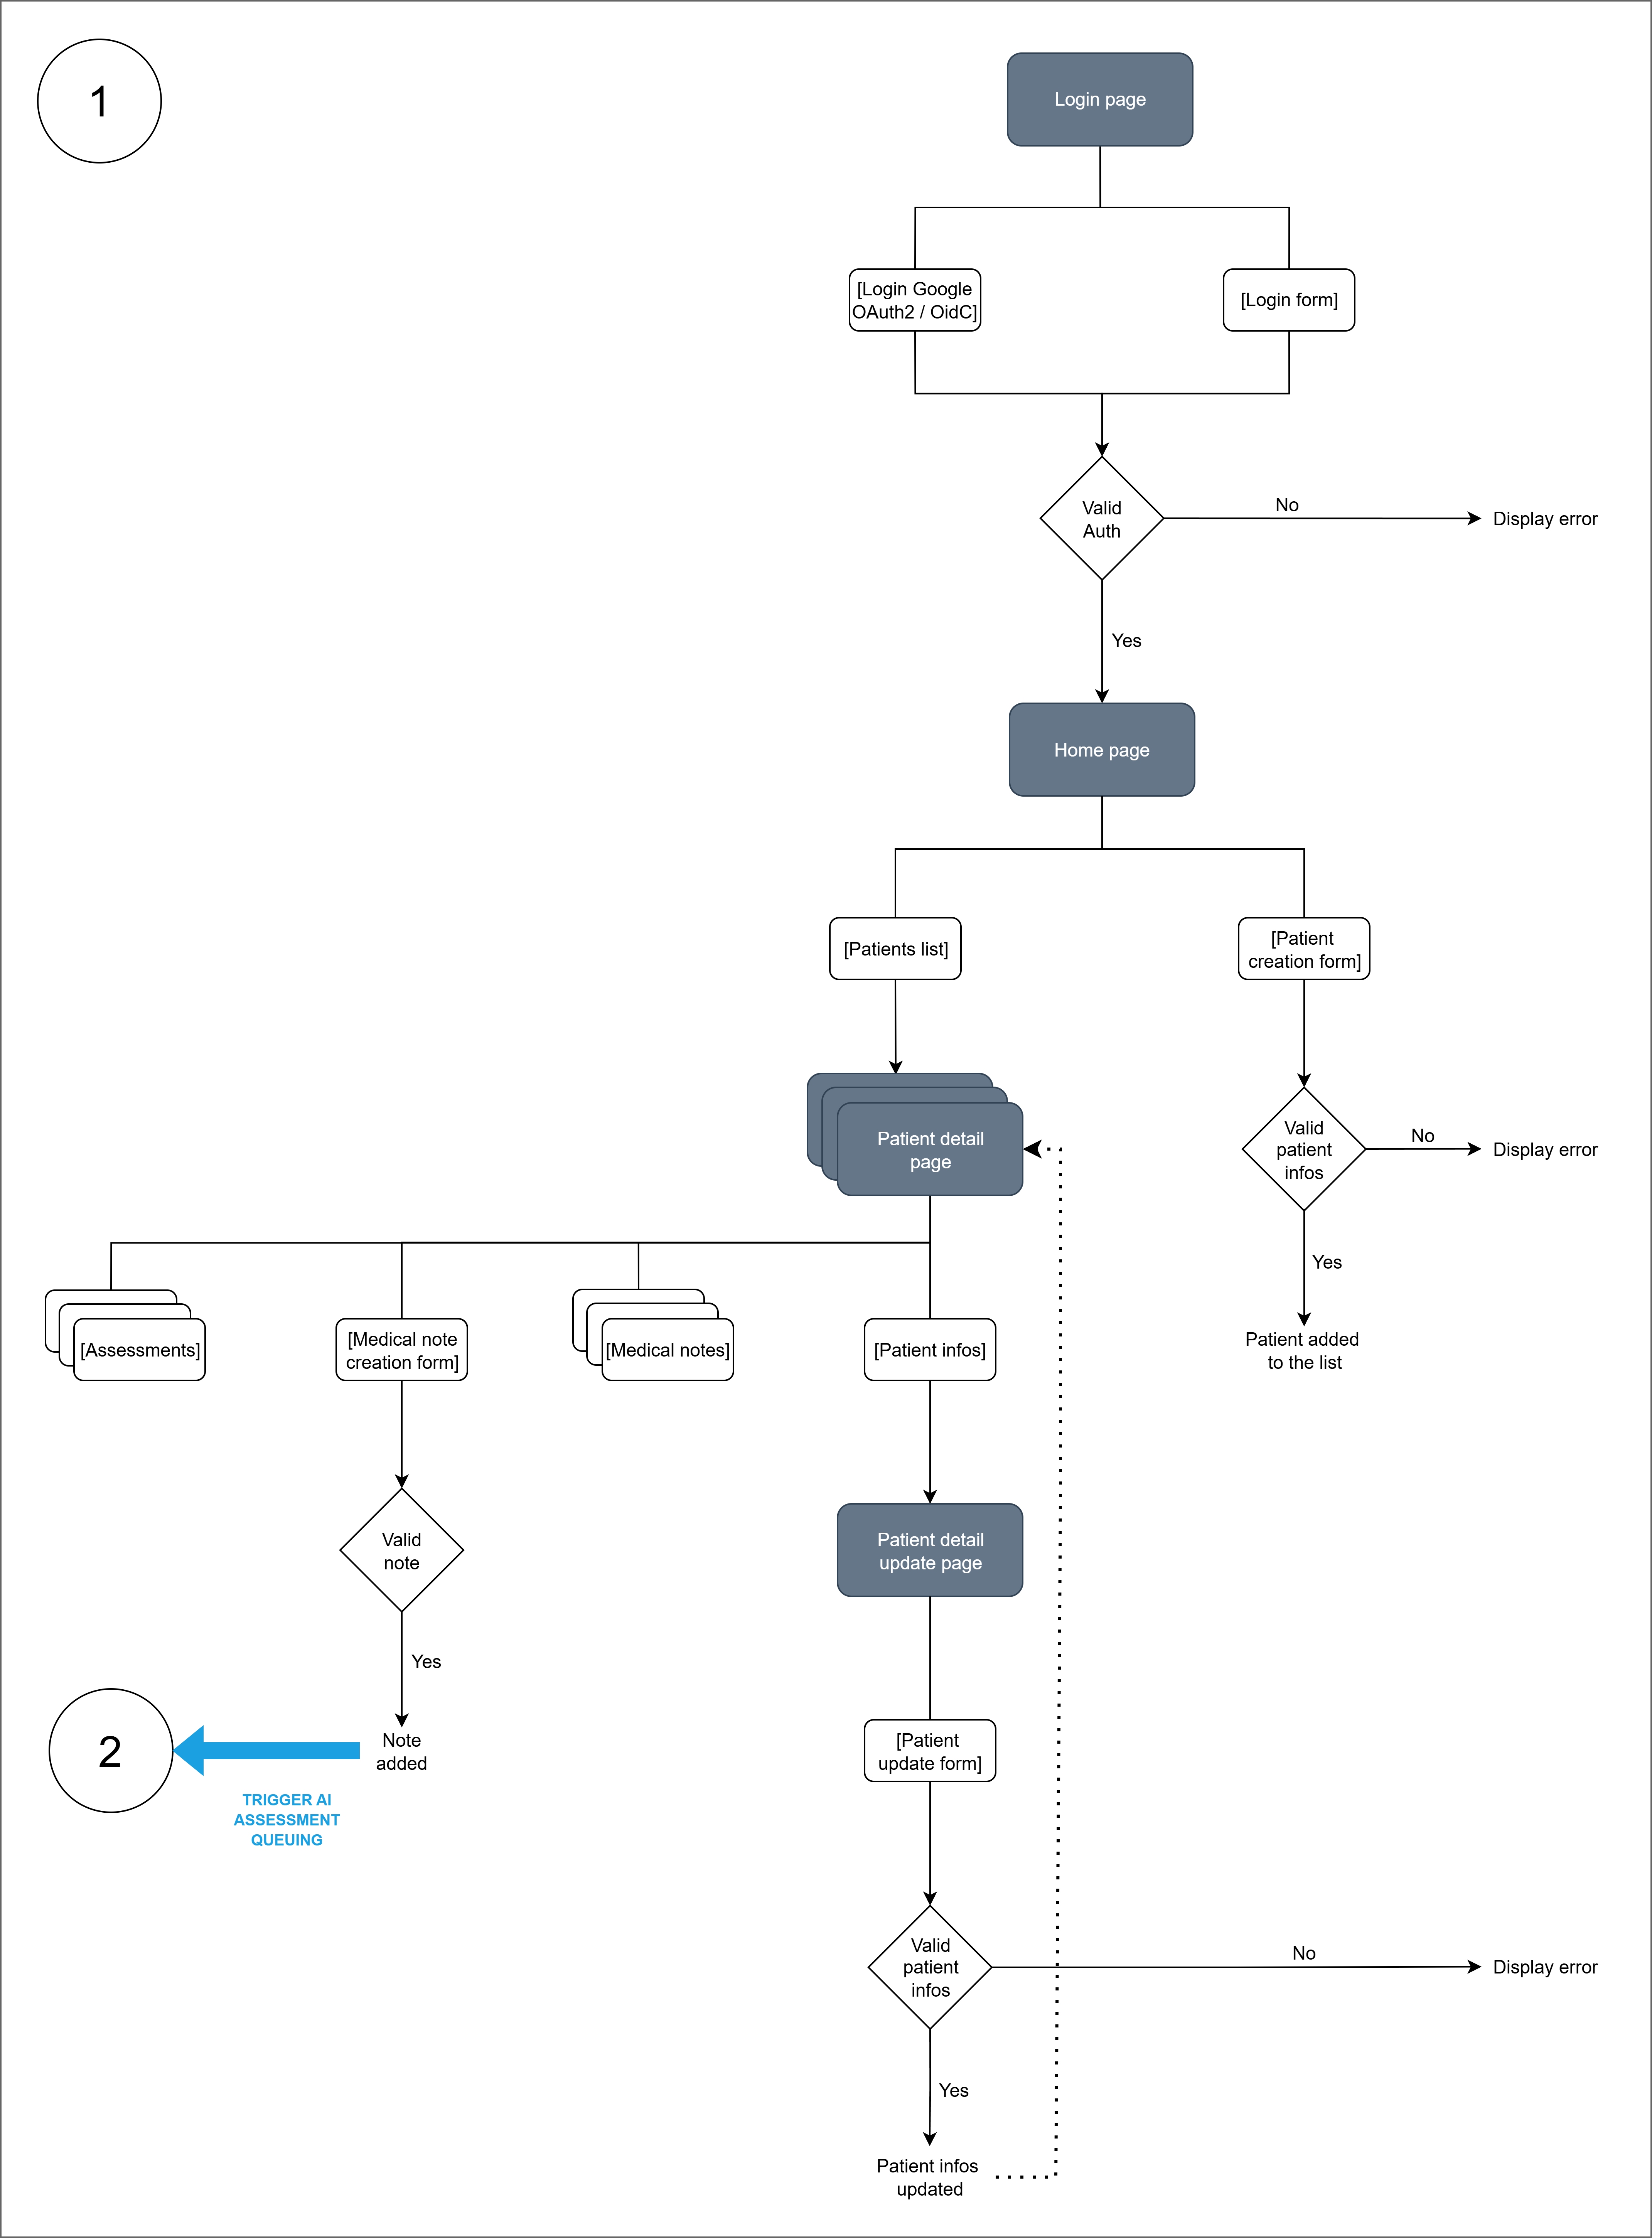 1
Login page
[Login Google
OAuth2 / OidC]
[Login form]
Valid
Auth
No
Display error
Yes
Home page
[Patients list]
[Patient
creation form]
Patient detail
page
Valid
patient
infos
No
Display error
Yes
Patient added
to the list
[Assessments]
[Medical note
creation form]
[Medical notes]
[Patient infos]
Valid
note
Patient detail
update page
Yes
2
Note
added
TRIGGER AI
ASSESSMENT
QUEUING
[Patient
update form]
Valid
patient
infos
No
Display error
Yes
Patient infos
updated